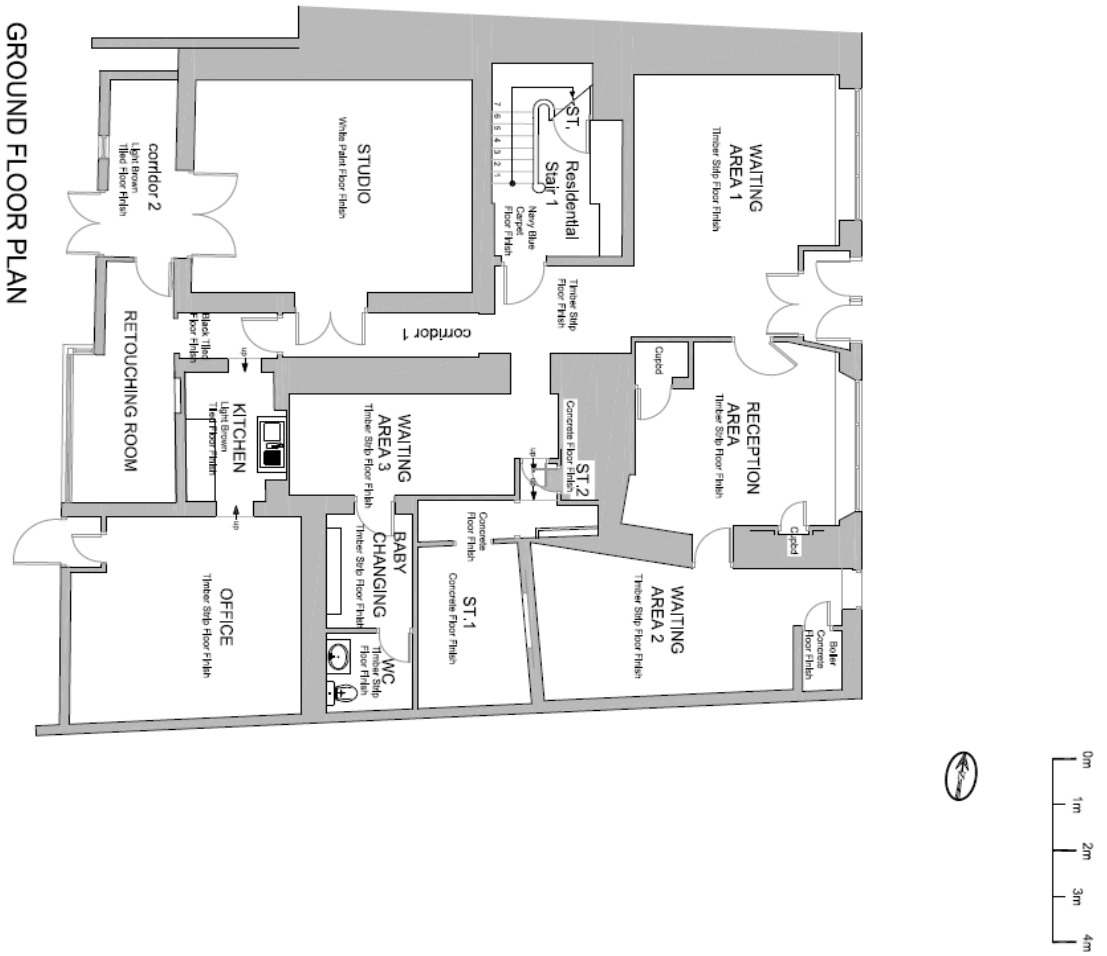 GROUND FLOOR PLAN
corridor 2
Light Brown
Tiled Floor Finish
STUDIO
White Paint Floor Finish
ST,
Residential
Stair 1
7
6
5
4
3
2
1
Navy Blue
Carpet
Floor Finish
WAITING
AREA 1
Timber Strip Floor Finish
Timber Strip
Floor Finish
corridor 1
Black Tiled
Floor Finish
up
RETOUCHING ROOM
KITCHEN
Light Brown
Tiled Floor Finish
up
WAITING
AREA 3
Timber Strip Floor Finish
Cupbd
RECEPTION
AREA
Timber Strip Floor Finish
Cupbd
ST.2
Concrete Floor Finish
up
Concrete
Floor Finish
ST.1
Concrete Floor Finish
BABY
CHANGING
Timber Strip Floor Finish
WC
Timber Strip
Floor Finish
OFFICE
Timber Strip Floor Finish
WAITING
AREA 2
Timber Strip Floor Finish
Boiler
Concrete
Floor Finish
0m
1m
2m
3m
4m